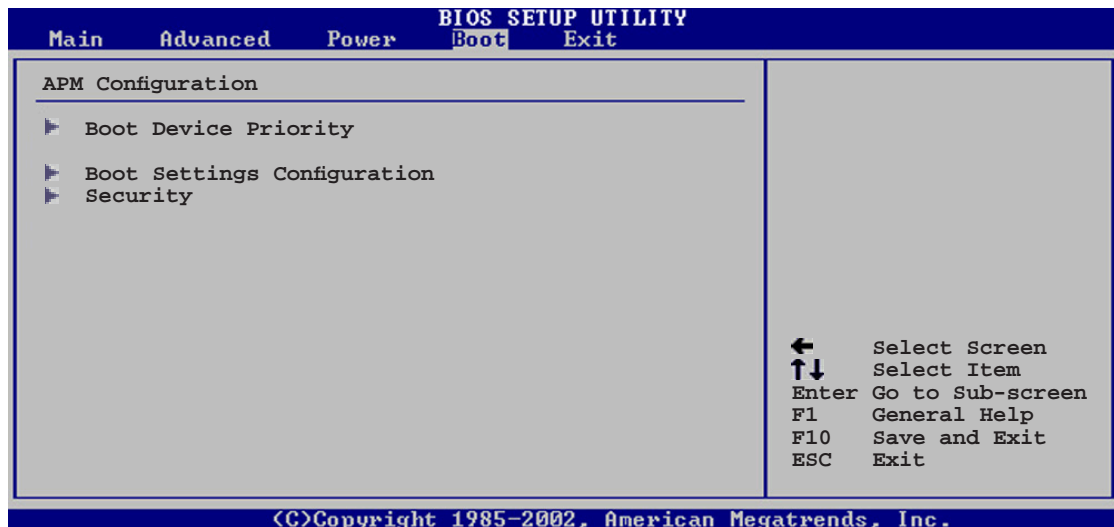 BIOS SETUP UTILITY
Main Advanced Power Boot Exit
APM Configuration
Boot Device Priority
Boot Settings Configuration
Security
← Select Screen
↑↓ Select Item
Enter Go to Sub-screen
F1 General Help
F10 Save and Exit
ESC Exit
(C)Copyright 1985-2002, American Megatrends, Inc.